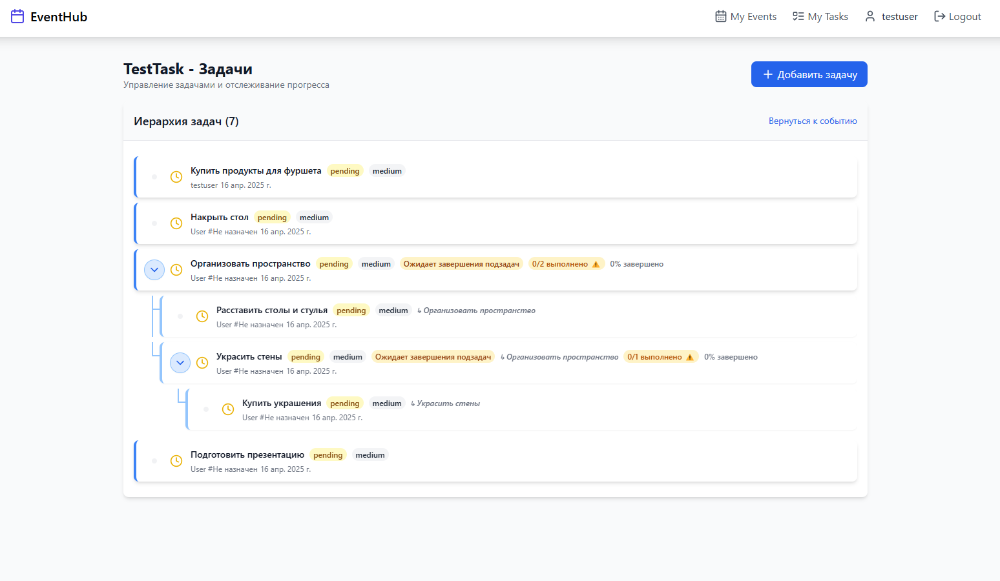 EventHub
My Events My Tasks testuser Logout
TestTask - Задачи
Управление задачами и отслеживание прогресса
Добавить задачу
Иерархия задач (7)
Вернуться к событию
Купить продукты для фуршета pending medium
testuser 16 апр. 2025 г.
Накрыть стол pending medium
User #Не назначен 16 апр. 2025 г.
Организовать пространство pending medium Ожидает завершения подзадач 0/2 выполнено ⚠️ 0% завершено
User #Не назначен 16 апр. 2025 г.
Расставить столы и стулья pending medium ↳ Организовать пространство
User #Не назначен 16 апр. 2025 г.
Украсить стены pending medium Ожидает завершения подзадач ↳ Организовать пространство 0/1 выполнено ⚠️ 0% завершено
User #Не назначен 16 апр. 2025 г.
Купить украшения pending medium ↳ Украсить стены
User #Не назначен 16 апр. 2025 г.
Подготовить презентацию pending medium
User #Не назначен 16 апр. 2025 г.